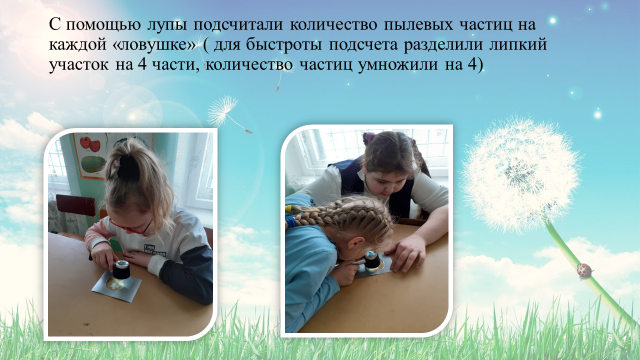 С помощью лупы подсчитали количество пылевых частиц на
каждой «ловушке» ( для быстроты подсчета разделили липкий
участок на 4 части, количество частиц умножили на 4)